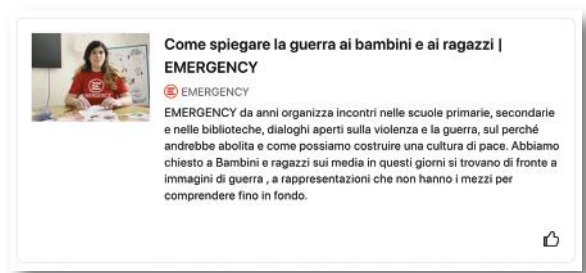 Come spiegare la guerra ai bambini e ai ragazzi |
EMERGENCY
EMERGENCY
EMERGENCY da anni organizza incontri nelle scuole primarie, secondarie
e nelle biblioteche, dialoghi aperti sulla violenza e la guerra, sul perché
andrebbe abolita e come possiamo costruire una cultura di pace. Abbiamo
chiesto a Bambini e ragazzi sui media in questi giorni si trovano di fronte a
immagini di guerra , a rappresentazioni che non hanno i mezzi per
comprendere fino in fondo.